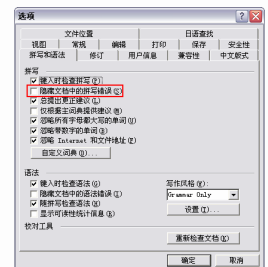 选项
文件位置 日语查找
视图 常规 编辑 打印 保存 安全性
拼写和语法 修订 用户信息 兼容性 中文版式
拼写
键入时检查拼写(P)
隐藏文档中的拼写错误(S)
总提出更正建议(L)
仅根据主词典提供建议(M)
忽略所有字母都大写的单词(U)
忽略带数字的单词(B)
忽略 Internet 和文件地址(F)
自定义词典(D)...
语法
键入时检查语法(G) 写作风格(W):
隐藏文档中的语法错误(I) Grammar Only
随拼写检查语法(H) 设置(T)...
显示可读性统计信息(R)
校对工具
重新检查文档(K)
确定 取消